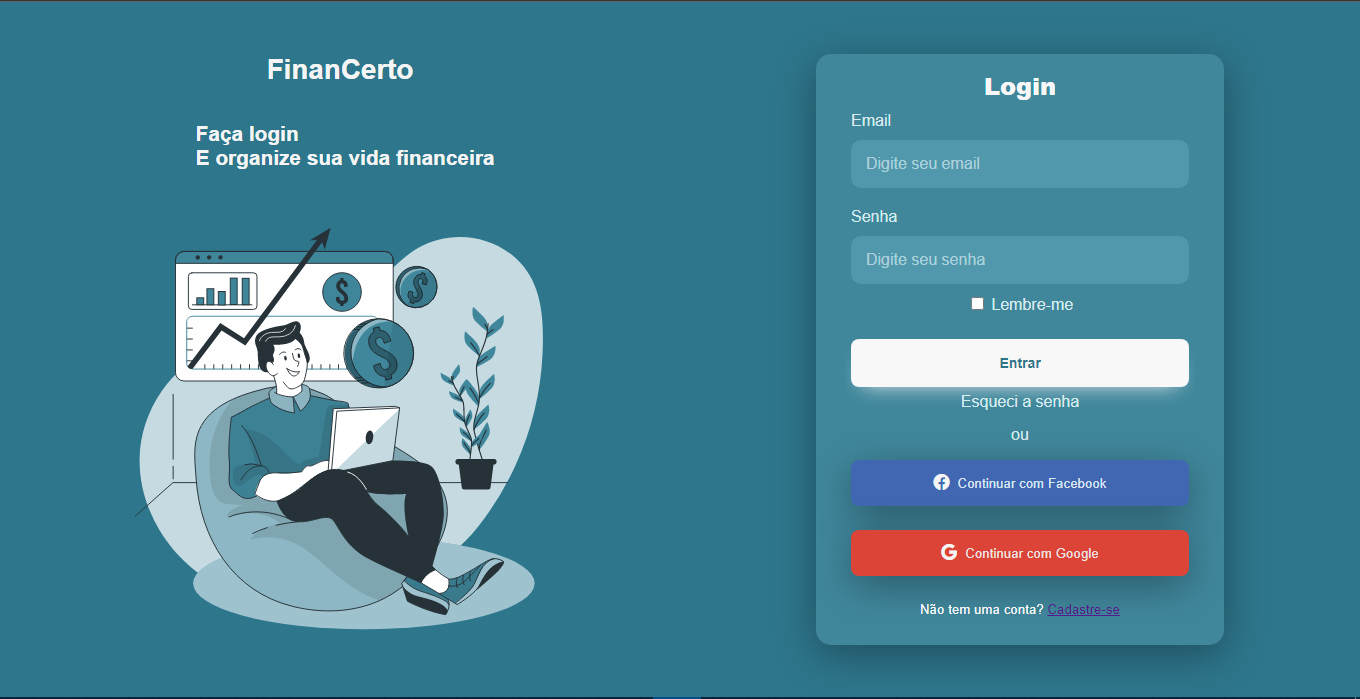 FinanCerto
Faça login
E organize sua vida financeira
$
$
$
Login
Email
Digite seu email
Senha
Digite seu senha
Lembre-me
Entrar
Esqueci a senha
ou
Continuar com Facebook
Continuar com Google
Não tem uma conta? Cadastre-se